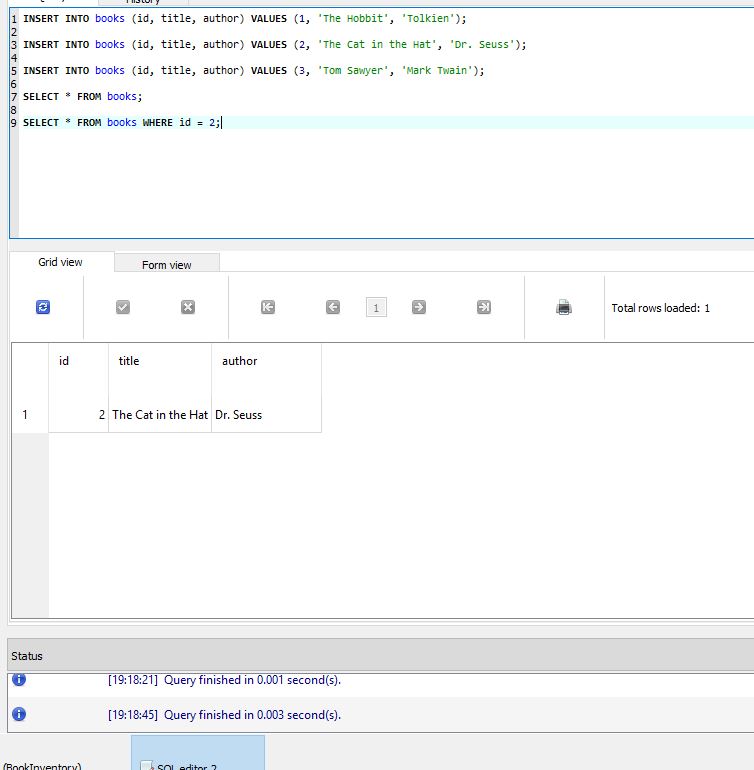 History
1 INSERT INTO books (id, title, author) VALUES (1, 'The Hobbit', 'Tolkien');
2
3 INSERT INTO books (id, title, author) VALUES (2, 'The Cat in the Hat', 'Dr. Seuss');
4
5 INSERT INTO books (id, title, author) VALUES (3, 'Tom Sawyer', 'Mark Twain');
6
7 SELECT * FROM books;
8
9 SELECT * FROM books WHERE id = 2;
Grid view Form view
1 Total rows loaded: 1
id title author
1 2 The Cat in the Hat Dr. Seuss
Status
[19:18:21] Query finished in 0.001 second(s).
[19:18:45] Query finished in 0.003 second(s).
(BookInventory) SQL editor 2